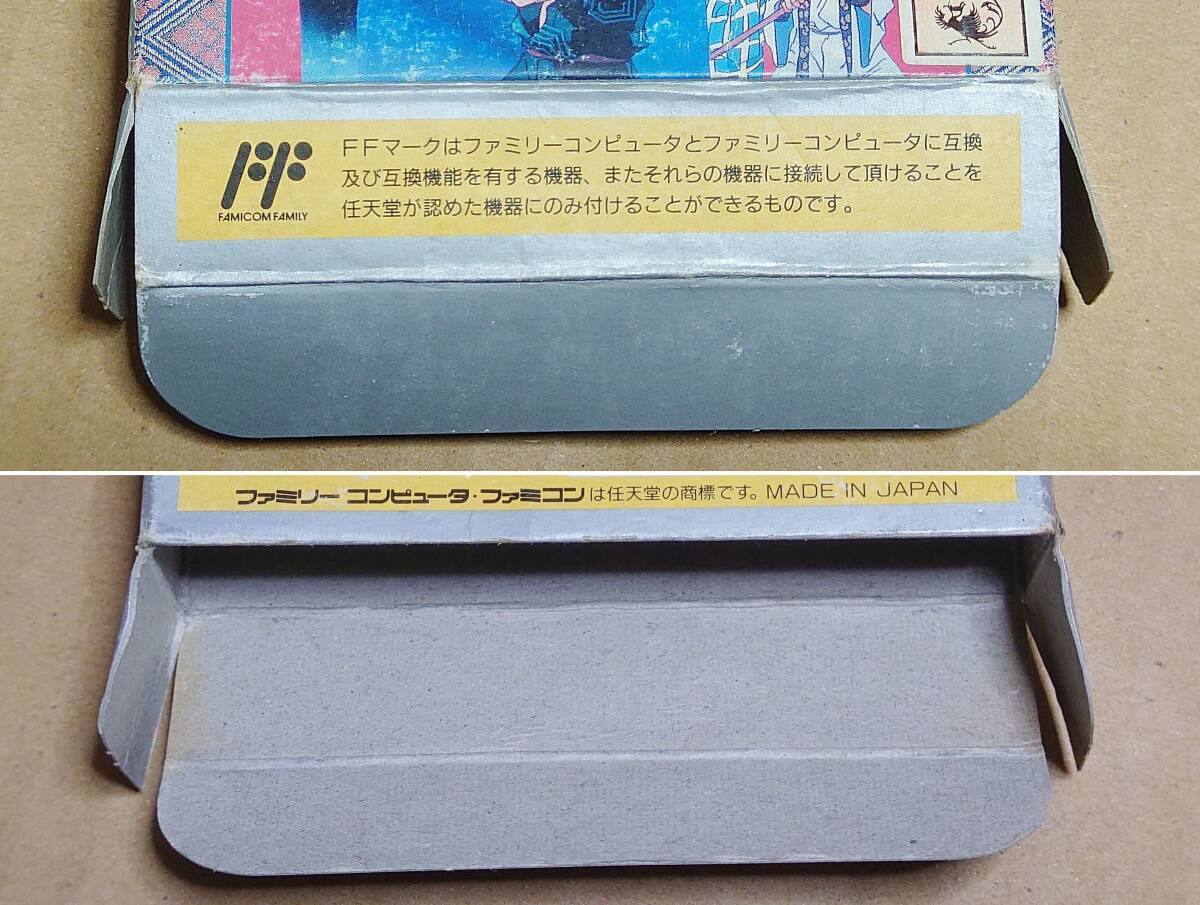 FFマークはファミリーコンピュータとファミリーコンピュータに互換
及び互換機能を有する機器、またそれらの機器に接続して頂けることを
任天堂が認めた機器にのみ付けることができるものです。
FF
FAMICOM FAMILY
ファミリー コンピュータ・ファミコン は任天堂の商標です。 MADE IN JAPAN